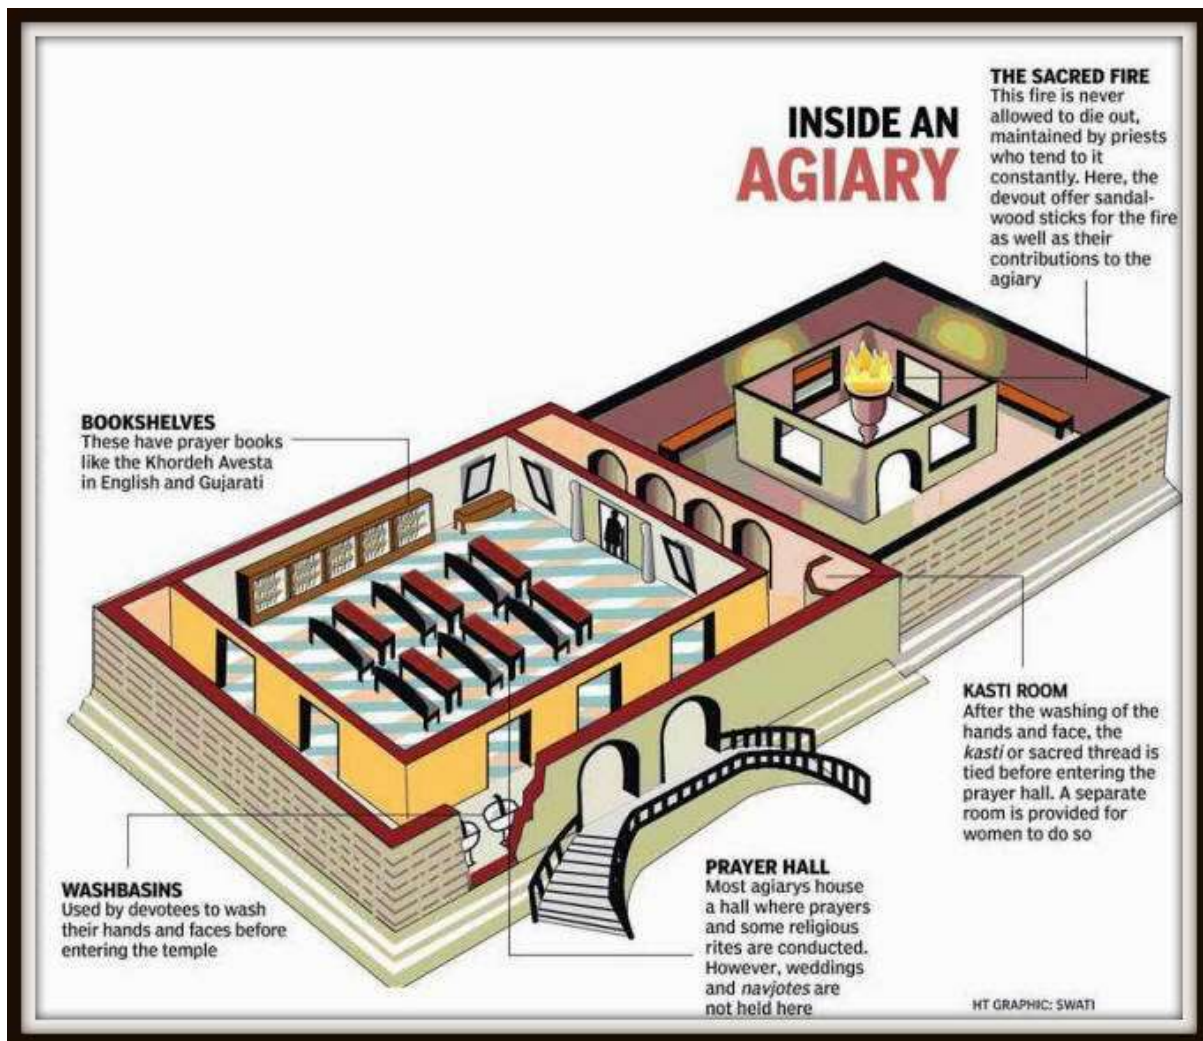 INSIDE AN
AGIARY
THE SACRED FIRE
This fire is never
allowed to die out,
maintained by priests
who tend to it
constantly. Here, the
devout offer sandal-
wood sticks for the fire
as well as their
contributions to the
agiary
BOOKSHELVES
These have prayer books
like the Khordeh Avesta
in English and Gujarati
KASTI ROOM
After the washing of the
hands and face, the
kasti or sacred thread is
tied before entering the
prayer hall. A separate
room is provided for
women to do so
WASHBASINS
Used by devotees to wash
their hands and faces before
entering the temple
PRAYER HALL
Most agiarys house
a hall where prayers
and some religious
rites are conducted.
However, weddings
and navjotes are
not held here
HT GRAPHIC: SWATI